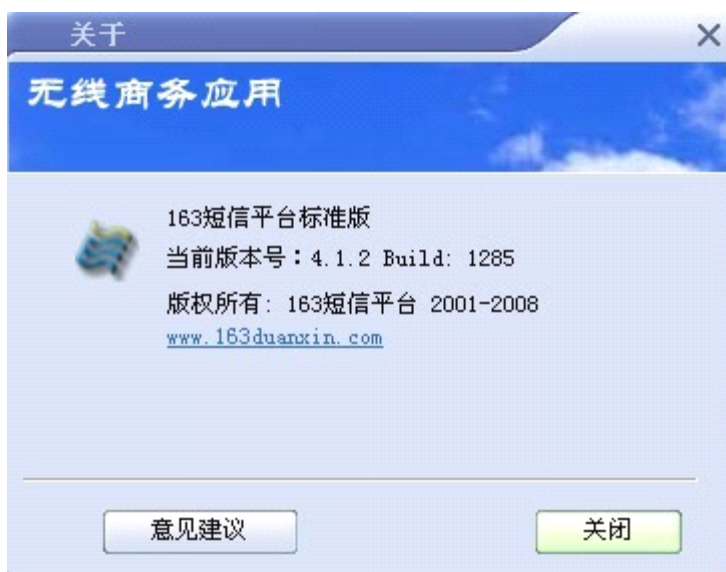 关于
无线商务应用
163短信平台标准版
当前版本号：4.1.2 Build: 1285
版权所有: 163短信平台 2001-2008
www.163duanxin.com
意见建议
关闭